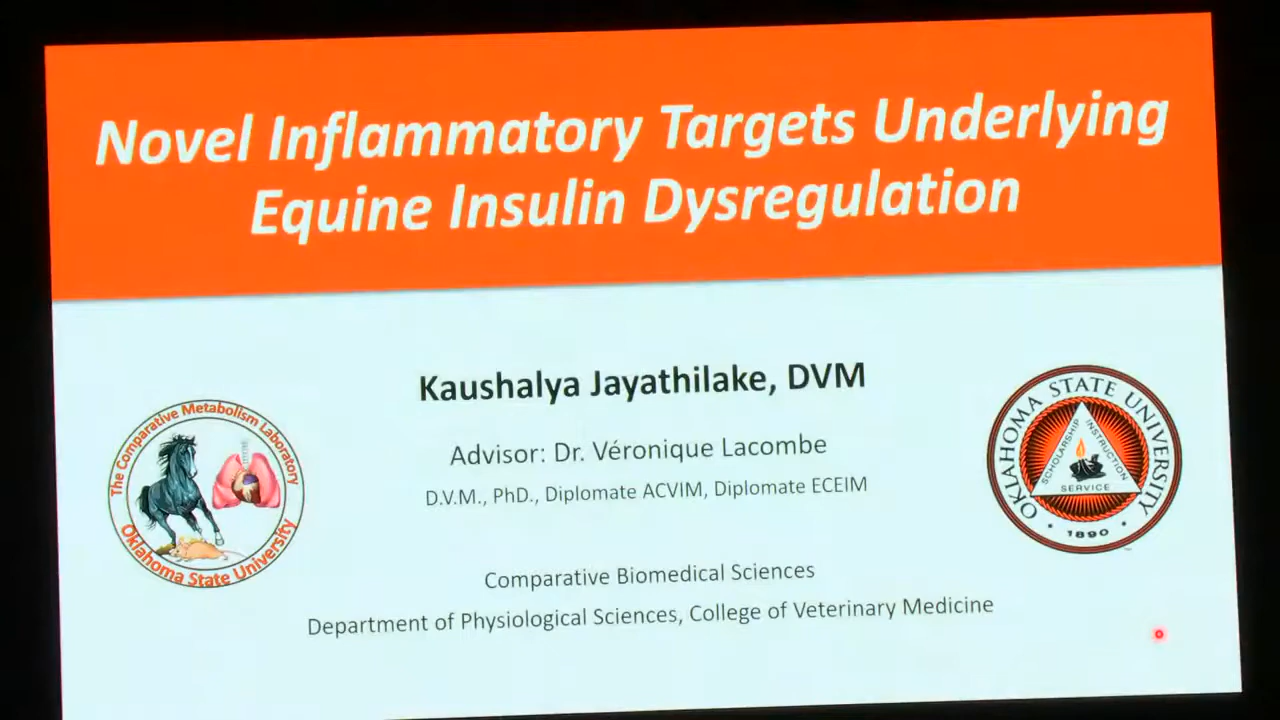 Novel Inflammatory Targets Underlying
Equine Insulin Dysregulation
Kaushalya Jayathilake, DVM
Advisor: Dr. Véronique Lacombe
D.V.M., PhD., Diplomate ACVIM, Diplomate ECEIM
Comparative Biomedical Sciences
Department of Physiological Sciences, College of Veterinary Medicine
The Comparative Metabolism Laboratory
Oklahoma State University
OKLAHOMA STATE UNIVERSITY
SCHOLARSHIP
INSTRUCTION
SERVICE
• 1890 •